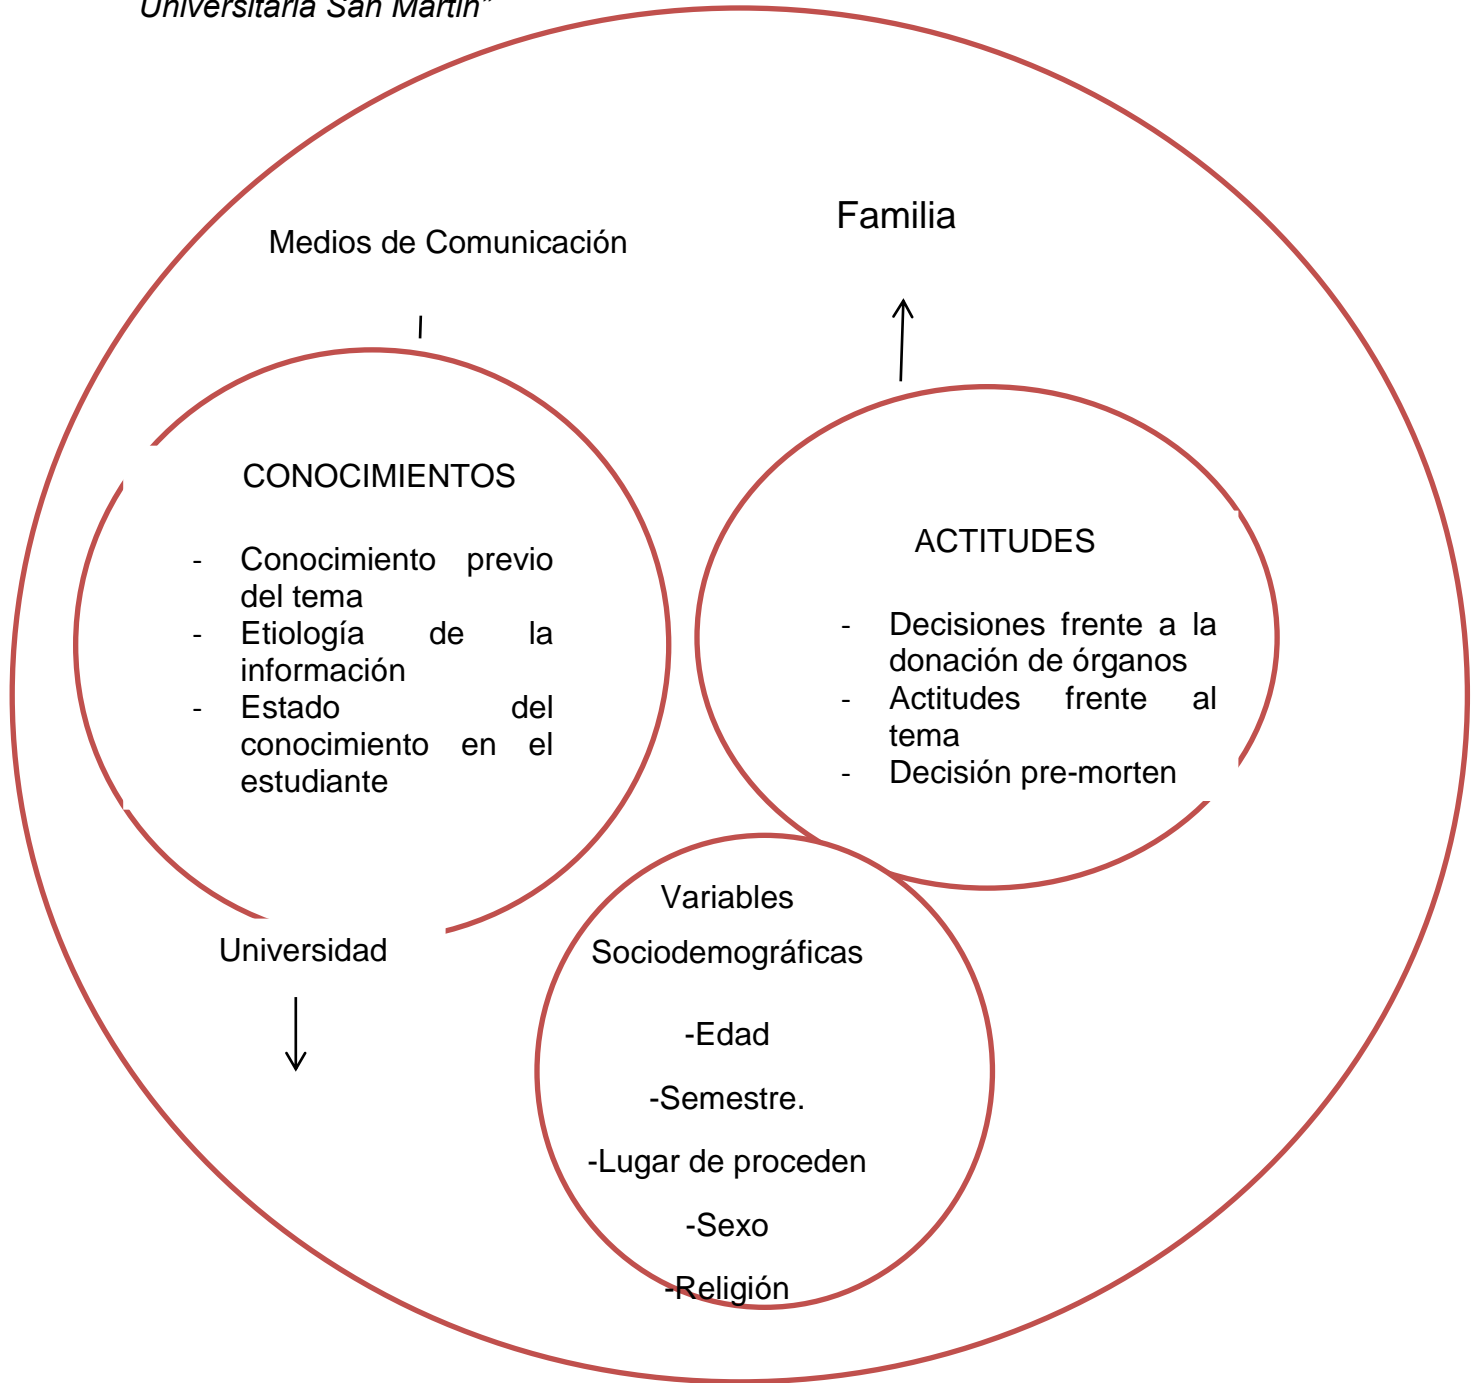 Universitaria San Martín"
Familia
Medios de Comunicación
CONOCIMIENTOS
- Conocimiento previo
del tema
- Etiología de la
información
- Estado del
conocimiento en el
estudiante
ACTITUDES
- Decisiones frente a la
donación de órganos
- Actitudes frente al
tema
- Decisión pre-morten
Universidad
Variables
Sociodemográficas
-Edad
-Semestre.
-Lugar de proceden
-Sexo
-Religión